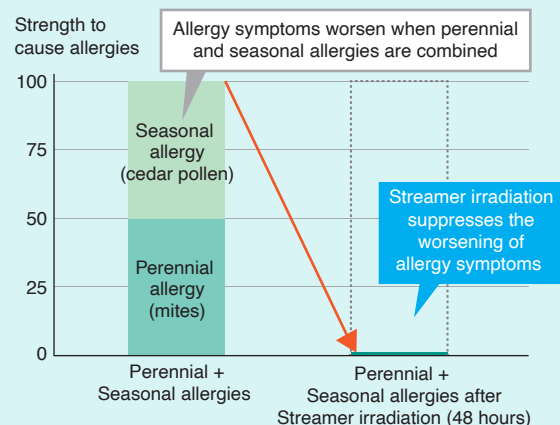 Strength to
cause allergies
Allergy symptoms worsen when perennial
and seasonal allergies are combined
100
75
50
25
0
Seasonal
allergy
(cedar pollen)
Perennial
allergy
(mites)
Streamer irradiation
suppresses the
worsening of
allergy symptoms
Perennial +
Seasonal allergies
Perennial +
Seasonal allergies after
Streamer irradiation (48 hours)